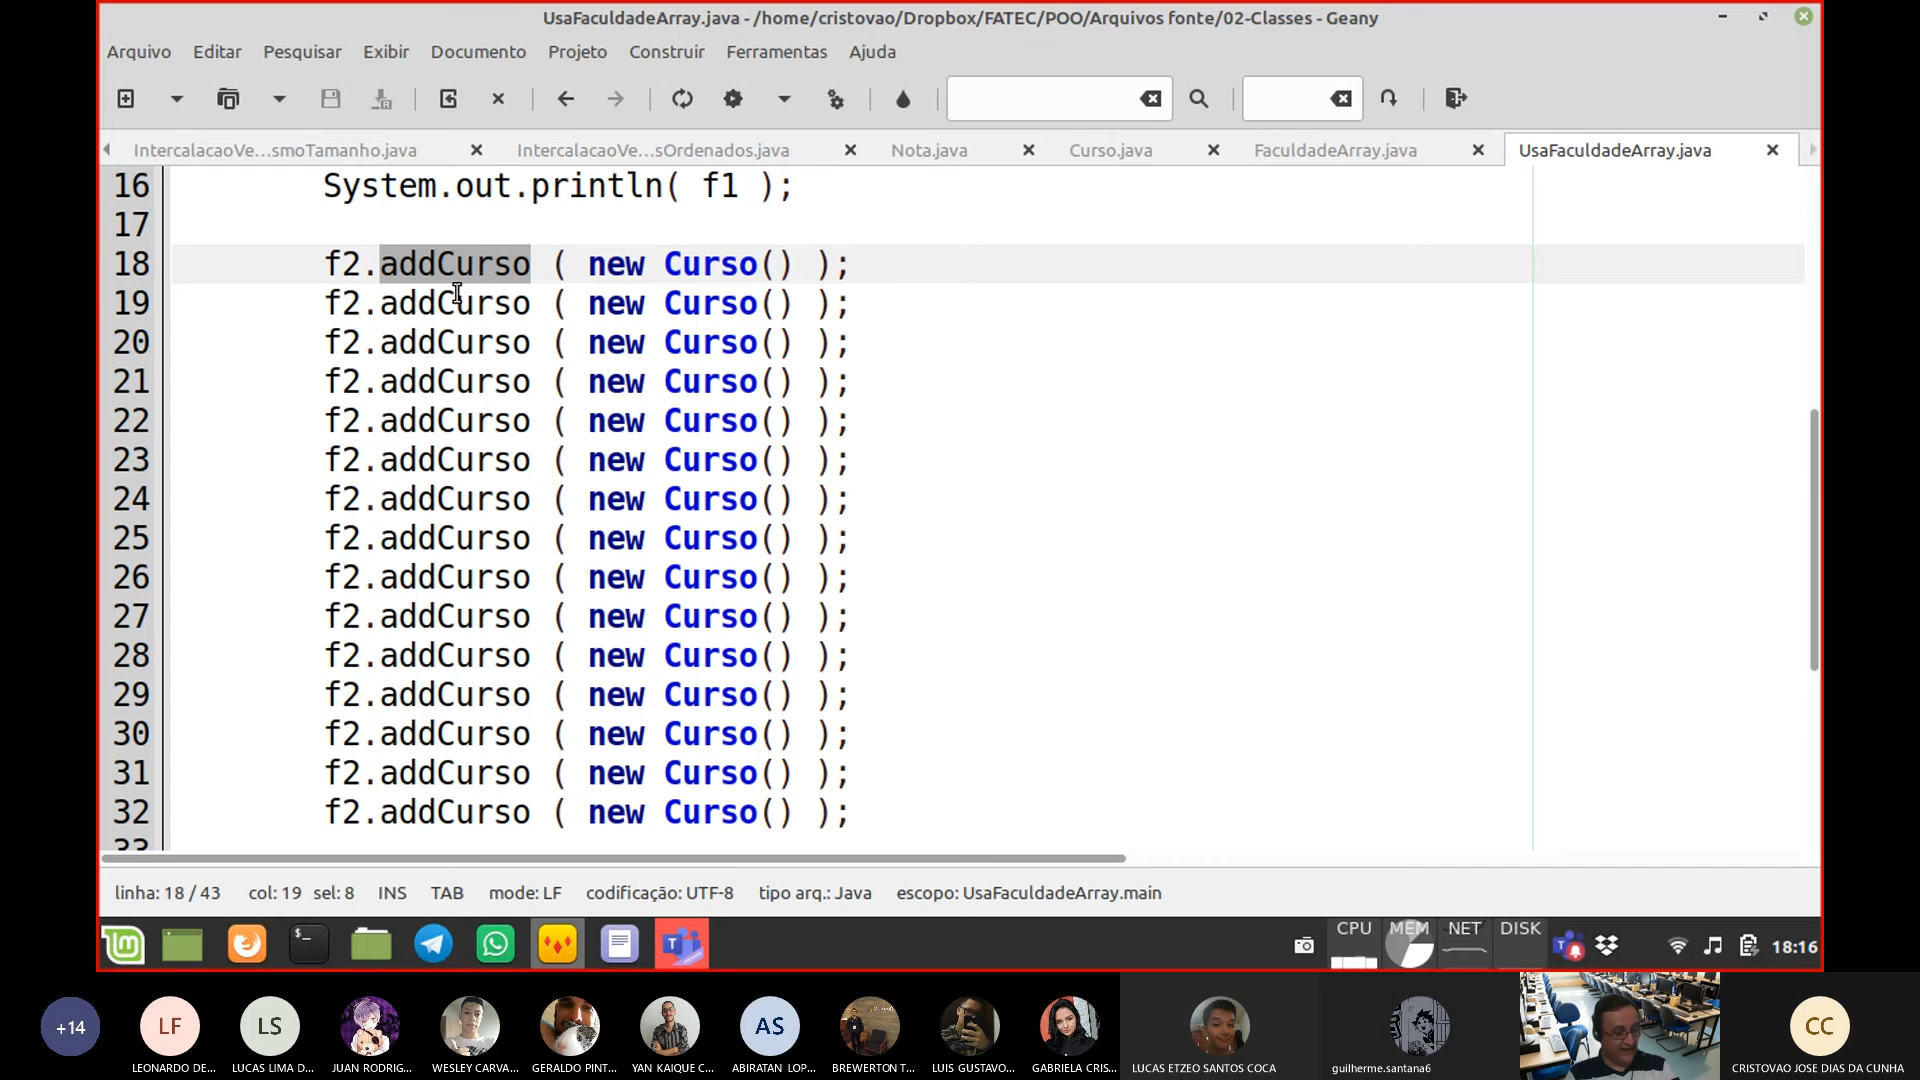 UsaFaculdadeArray.java - /home/cristovao/Dropbox/FATEC/POO/Arquivos fonte/02-Classes - Geany
Arquivo Editar Pesquisar Exibir Documento Projeto Construir Ferramentas Ajuda
IntercalacaoVe...smoTamanho.java IntercalacaoVe...sOrdenados.java Nota.java Curso.java FaculdadeArray.java UsaFaculdadeArray.java
16 System.out.println( f1 );
17
18 f2.addCurso ( new Curso() );
19 f2.addCurso ( new Curso() );
20 f2.addCurso ( new Curso() );
21 f2.addCurso ( new Curso() );
22 f2.addCurso ( new Curso() );
23 f2.addCurso ( new Curso() );
24 f2.addCurso ( new Curso() );
25 f2.addCurso ( new Curso() );
26 f2.addCurso ( new Curso() );
27 f2.addCurso ( new Curso() );
28 f2.addCurso ( new Curso() );
29 f2.addCurso ( new Curso() );
30 f2.addCurso ( new Curso() );
31 f2.addCurso ( new Curso() );
32 f2.addCurso ( new Curso() );
33
linha: 18 / 43 col: 19 sel: 8 INS TAB mode: LF codificação: UTF-8 tipo arq.: Java escopo: UsaFaculdadeArray.main
CPU MEM NET DISK 18:16
+14 LF LS AS CC
LEONARDO DE... LUCAS LIMA D... JUAN RODRIG... WESLEY CARVA... GERALDO PINT... YAN KAIQUE C... ABIRATAN LOP... BREWERTON T... LUIS GUSTAVO... GABRIELA CRIS... LUCAS ETZEO SANTOS COCA guilherme.santana6 CRISTOVAO JOSE DIAS DA CUNHA